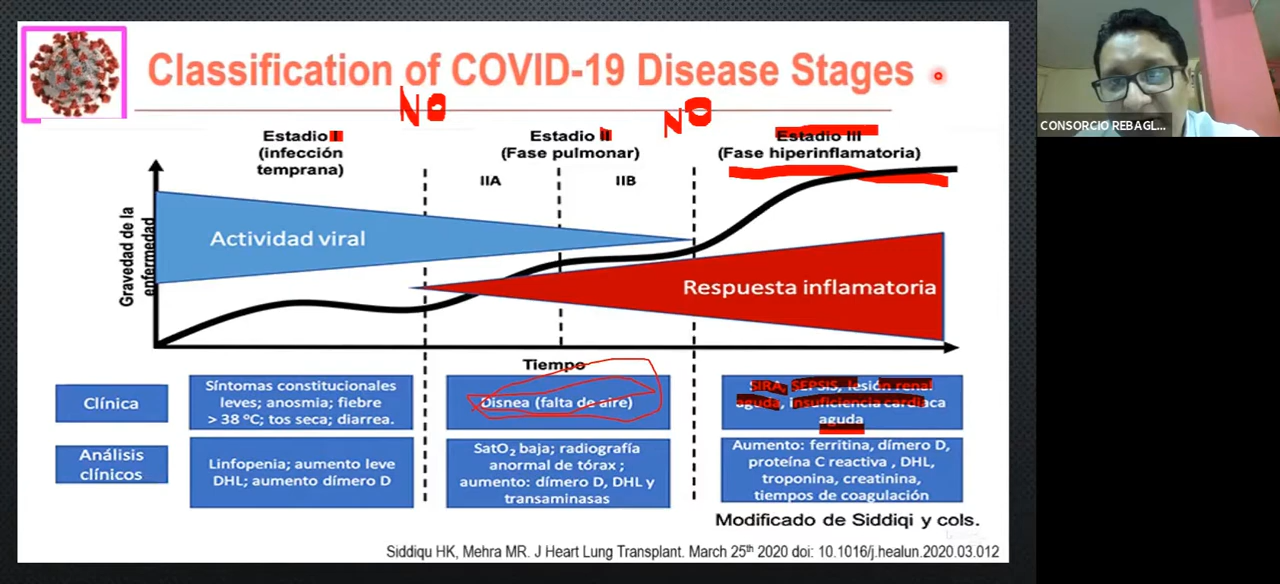 Classification of COVID-19 Disease Stages
NO
NO
Estadio I
(infección
temprana)
Estadio II
(Fase pulmonar)
IIA
IIB
Estadio III
(Fase hiperinflamatoria)
Gravedad de la
enfermedad
Actividad viral
Respuesta inflamatoria
Tiempo
Clínica
Síntomas constitucionales
leves; anosmia; fiebre
> 38 °C; tos seca; diarrea.
Disnea (falta de aire)
SIRA, SEPSIS, lesión renal
aguda, insuficiencia cardiaca
aguda
Análisis
clínicos
Linfopenia; aumento leve
DHL; aumento dímero D
SatO₂ baja; radiografía
anormal de tórax ;
aumento: dímero D, DHL y
transaminasas
Aumento: ferritina, dímero D,
proteína C reactiva , DHL,
troponina, creatinina,
tiempos de coagulación
Modificado de Siddiqi y cols.
Siddiqu HK, Mehra MR. J Heart Lung Transplant. March 25th 2020 doi: 10.1016/j.healun.2020.03.012
CONSORCIO REBAGL...